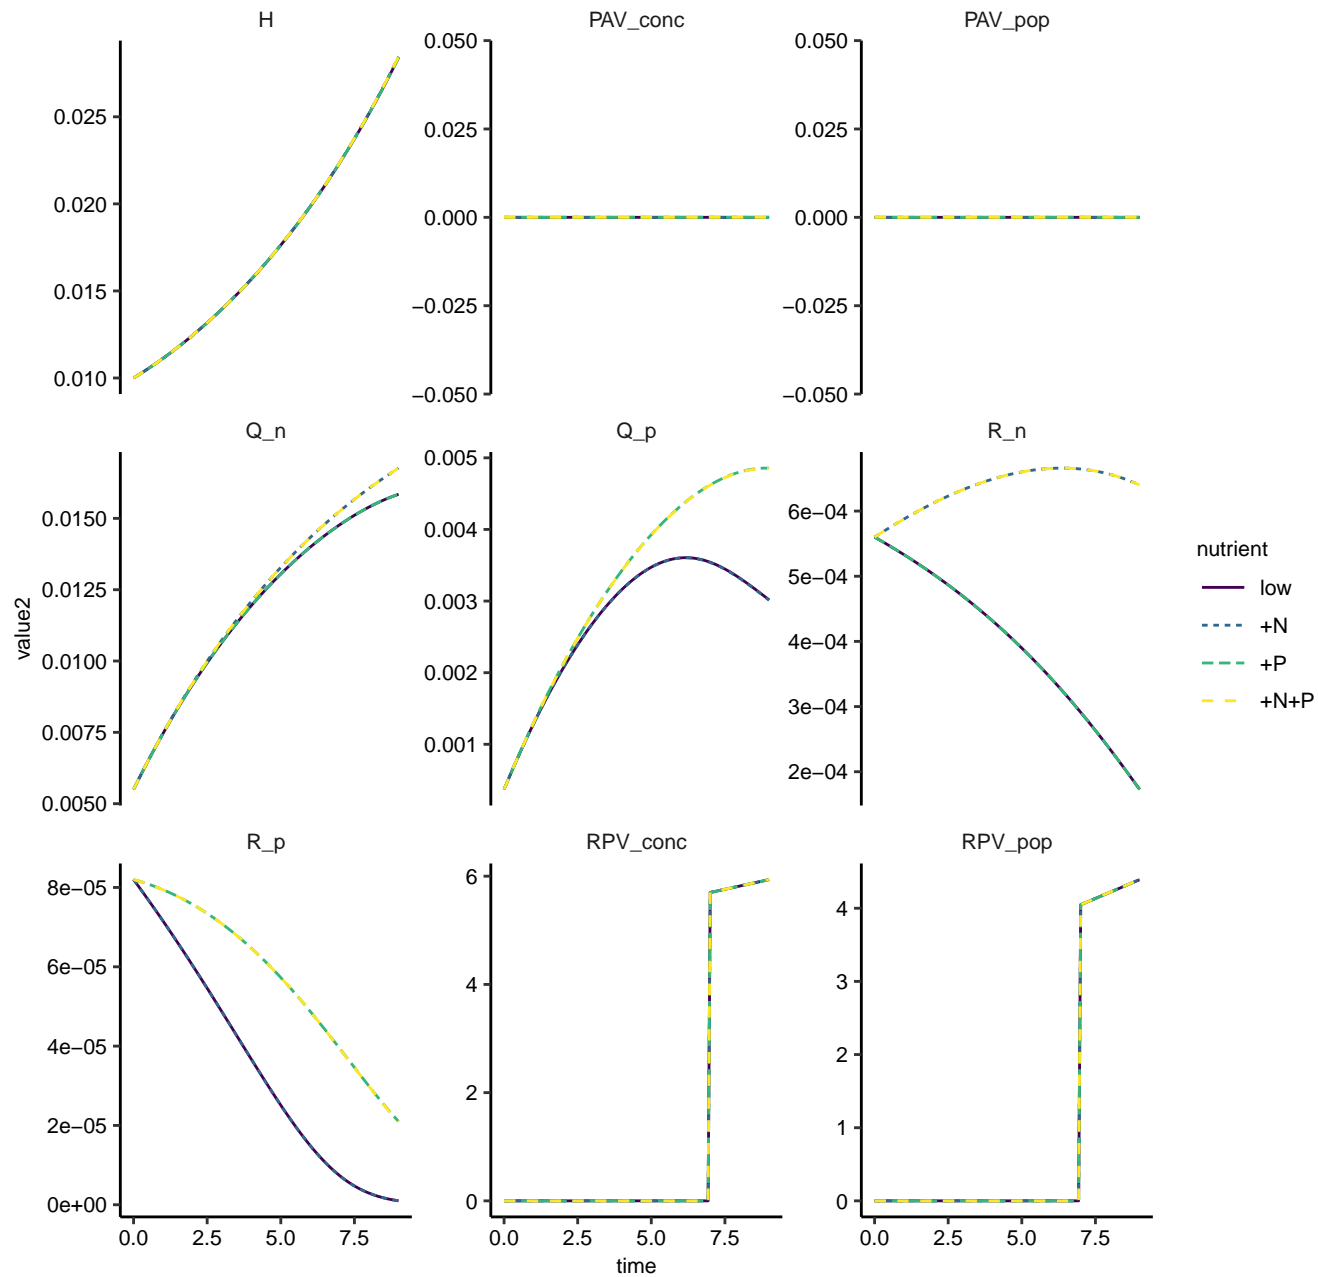 H
PAV_conc
PAV_pop
0.025
0.020
0.015
0.010
0.050
0.025
0.000
−0.025
−0.050
0.050
0.025
0.000
−0.025
−0.050
Q_n
Q_p
R_n
0.0150
0.0125
0.0100
0.0075
0.0050
0.005
0.004
0.003
0.002
0.001
6e−04
5e−04
4e−04
3e−04
2e−04
R_p
RPV_conc
RPV_pop
8e−05
6e−05
4e−05
2e−05
0e+00
6
4
2
0
4
3
2
1
0
0.0 2.5 5.0 7.5
0.0 2.5 5.0 7.5
0.0 2.5 5.0 7.5
time
value2
nutrient
low
+N
+P
+N+P